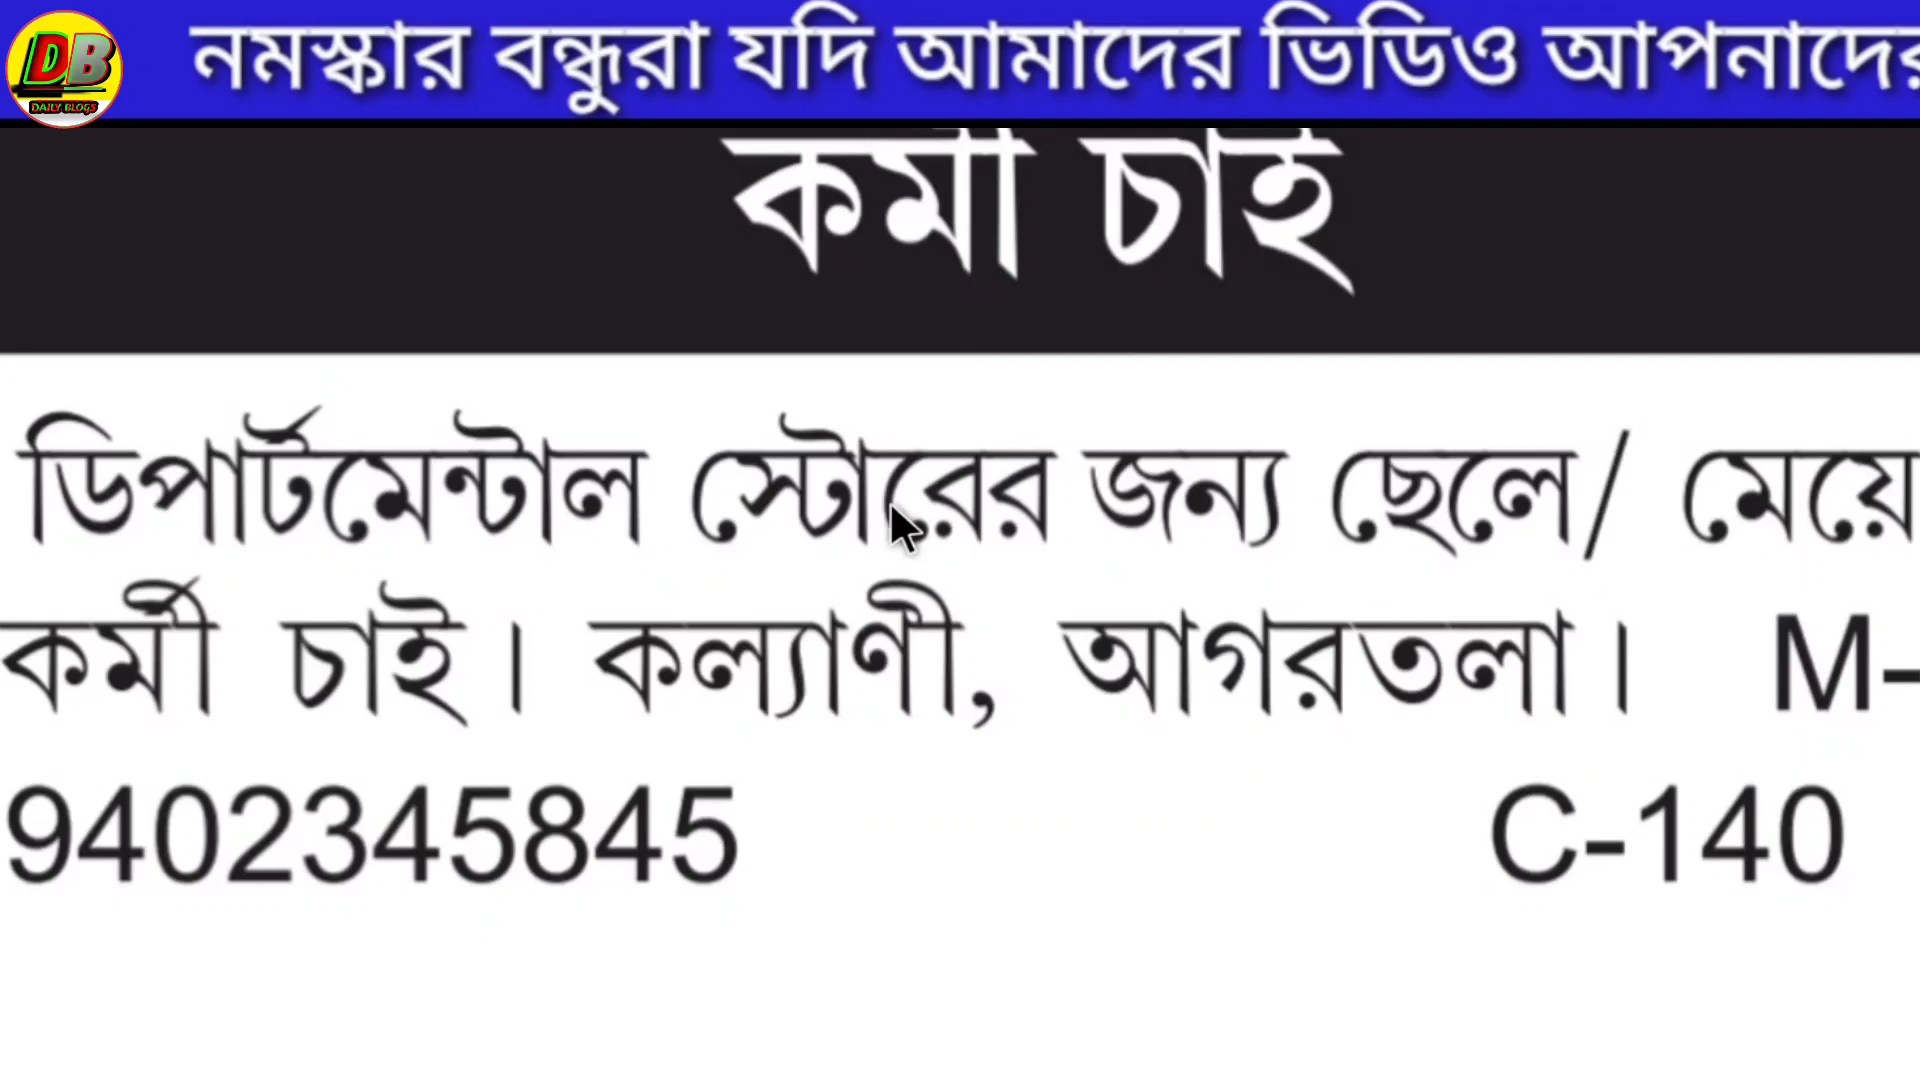 DB
DAILY BLOGS
নমস্কার বন্ধুরা যদি আমাদের ভিডিও আপনাদের
কর্মী চাই
ডিপার্টমেন্টাল স্টোরের জন্য ছেলে/ মেয়ে
কর্মী চাই। কল্যাণী, আগরতলা। M-
9402345845 C-140